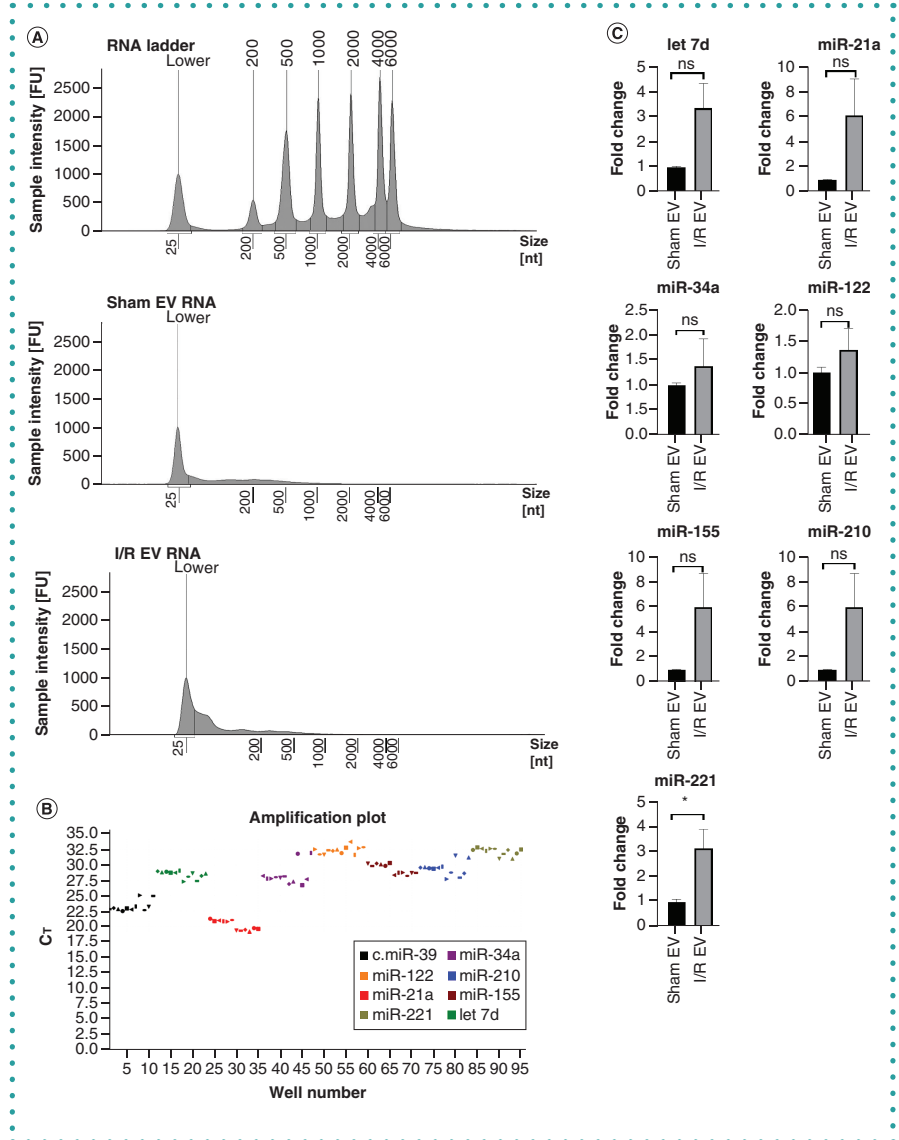 A
RNA ladder
Lower
200
500
1000
2000
4000
6000
Sample intensity [FU]
2500
2000
1500
1000
500
0
25
200
500
1000
2000
4000
6000
Size
[nt]
Sham EV RNA
Lower
Sample intensity [FU]
2500
2000
1500
1000
500
0
25
200
500
1000
2000
4000
6000
Size
[nt]
I/R EV RNA
Lower
Sample intensity [FU]
2500
2000
1500
1000
500
0
25
200
500
1000
2000
4000
6000
Size
[nt]
B
Amplification plot
CT
35.0
32.5
30.0
27.5
25.0
22.5
20.0
17.5
15.0
12.5
10.0
7.5
5.0
2.5
0.0
c.miR-39
miR-34a
miR-122
miR-210
miR-21a
miR-155
miR-221
let 7d
5 10 15 20 25 30 35 40 45 50 55 60 65 70 75 80 85 90 95
Well number
C
let 7d
ns
Fold change
5
4
3
2
1
0
Sham EV
I/R EV
miR-21a
ns
Fold change
10
8
6
4
2
0
Sham EV
I/R EV
miR-34a
ns
Fold change
2.5
2.0
1.5
1.0
1.5
0.0
Sham EV
I/R EV
miR-122
ns
Fold change
2.0
1.5
1.0
0.5
0.0
Sham EV
I/R EV
miR-155
ns
Fold change
10
8
6
4
2
0
Sham EV
I/R EV
miR-210
ns
Fold change
10
8
6
4
2
0
Sham EV
I/R EV
miR-221
*
Fold change
5
4
3
2
1
0
Sham EV
I/R EV